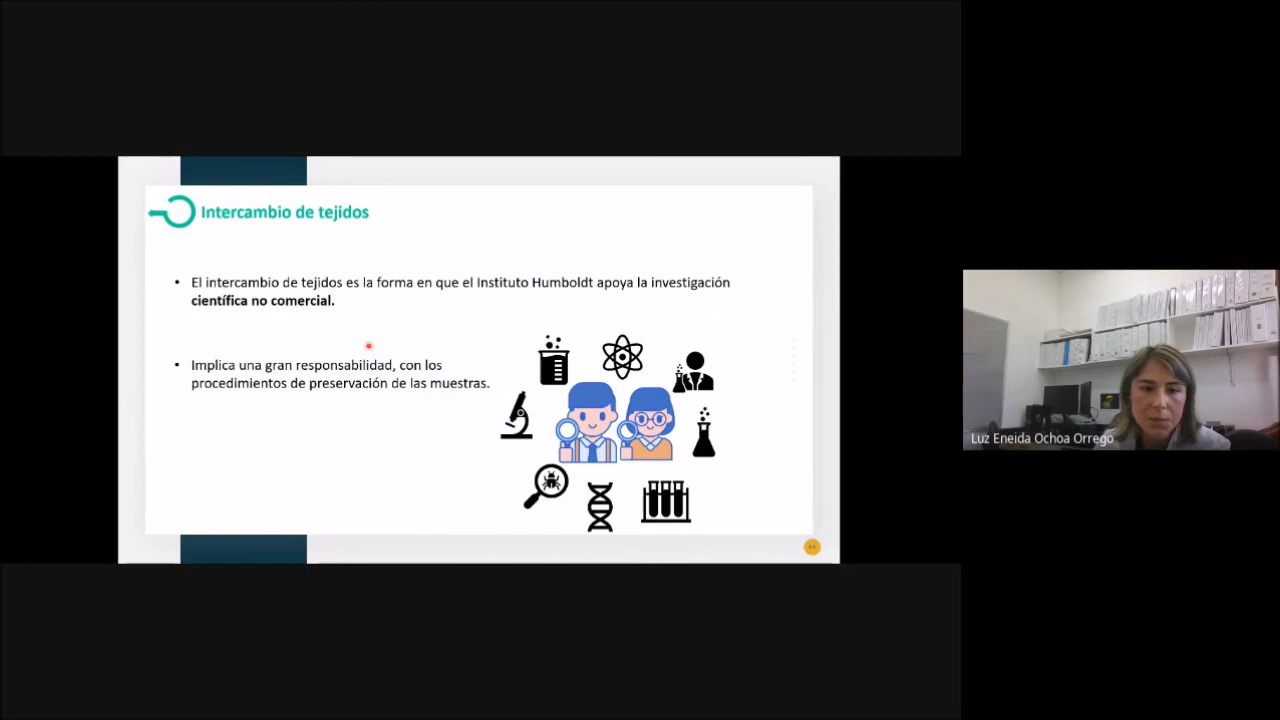 Intercambio de tejidos
• El intercambio de tejidos es la forma en que el Instituto Humboldt apoya la investigación
científica no comercial.
• Implica una gran responsabilidad, con los
procedimientos de preservación de las muestras.
Luz Eneida Ochoa Orrego